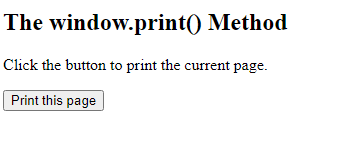 The window.print() Method
Click the button to print the current page.
Print this page